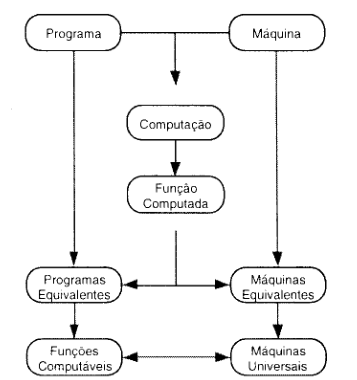 Programa
Máquina
Computação
Função
Computada
Programas
Equivalentes
Máquinas
Equivalentes
Funções
Computáveis
Máquinas
Universais